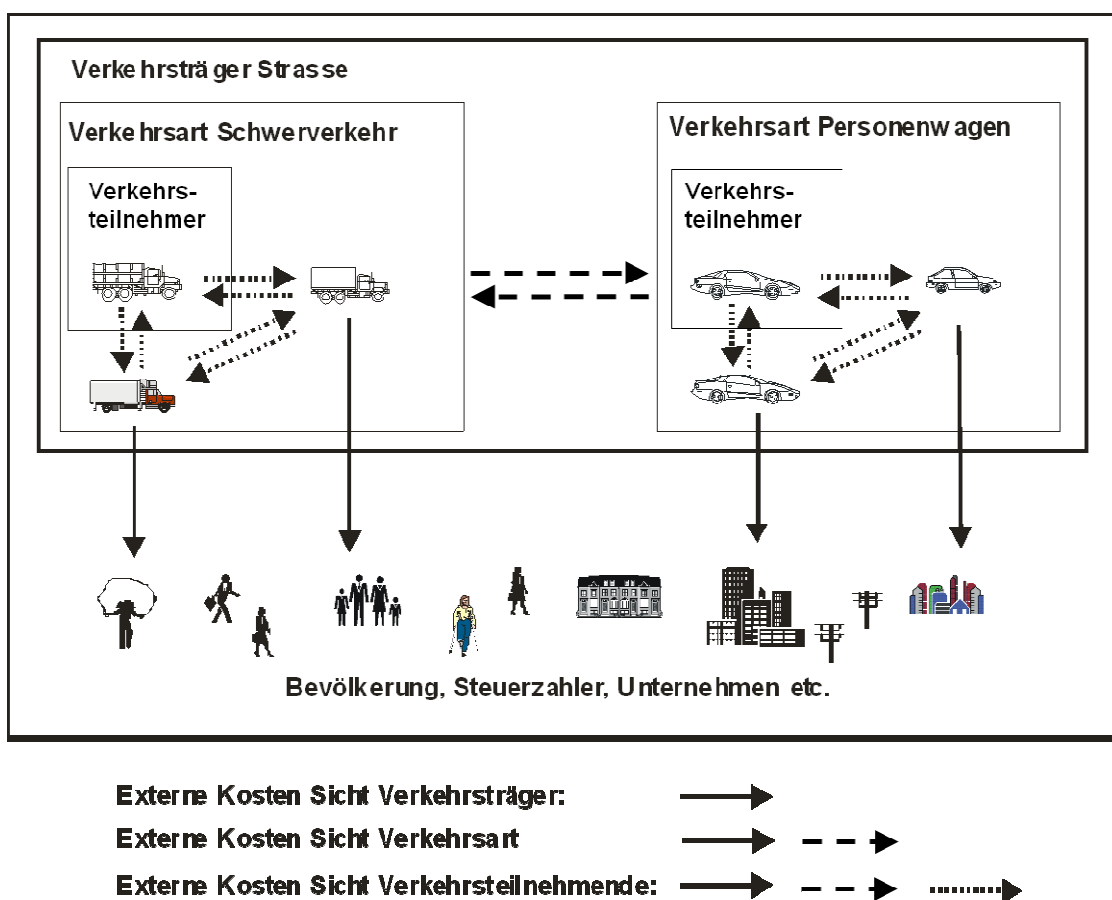 Verkehrsträger Strasse
Verkehrsart Schwerverkehr
Verkehrs-
teilnehmer
Verkehrsart Personenwagen
Verkehrs-
teilnehmer
Bevölkerung, Steuerzahler, Unternehmen etc.
Externe Kosten Sicht Verkehrsträger:
Externe Kosten Sicht Verkehrsart
Externe Kosten Sicht Verkehrsteilnehmende: